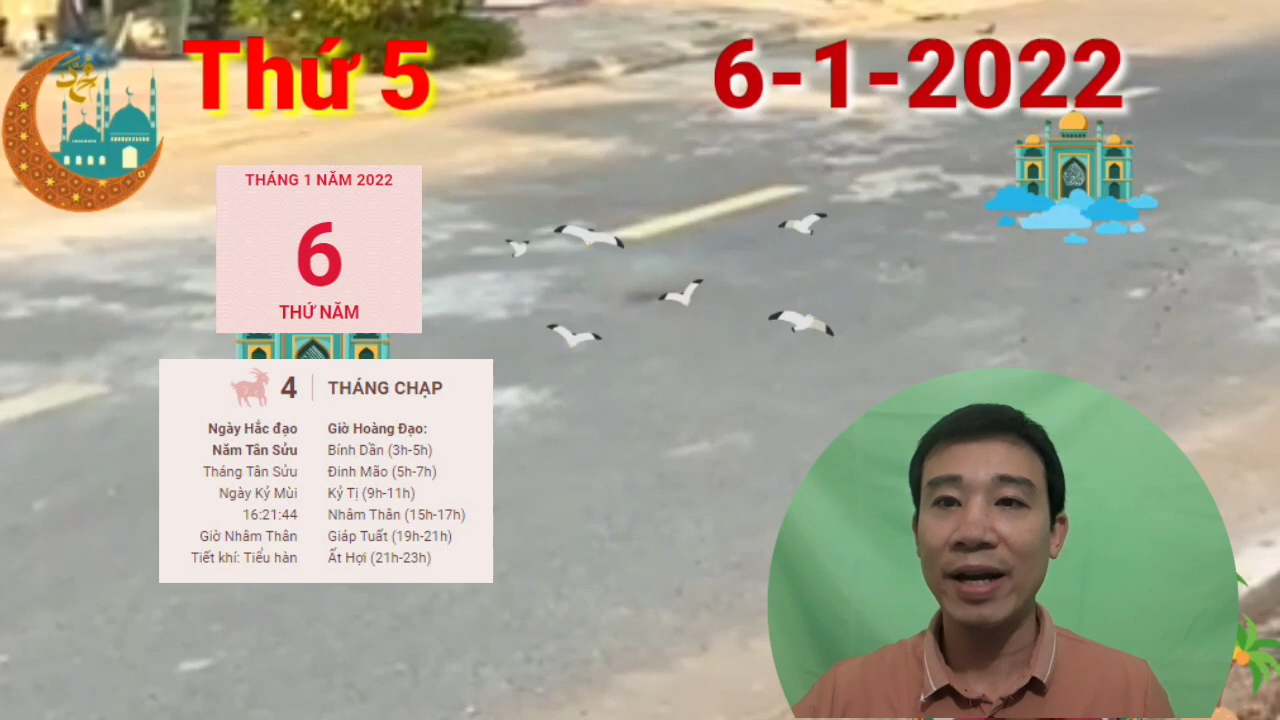 Thứ 5
6-1-2022
THÁNG 1 NĂM 2022
6
THỨ NĂM
4 THÁNG CHẠP
Ngày Hắc đạo
Năm Tân Sửu
Tháng Tân Sửu
Ngày Kỷ Mùi
16:21:44
Giờ Nhâm Thân
Tiết khí: Tiểu hàn
Giờ Hoàng Đạo:
Bính Dần (3h-5h)
Đinh Mão (5h-7h)
Kỷ Tị (9h-11h)
Nhâm Thân (15h-17h)
Giáp Tuất (19h-21h)
Ất Hợi (21h-23h)